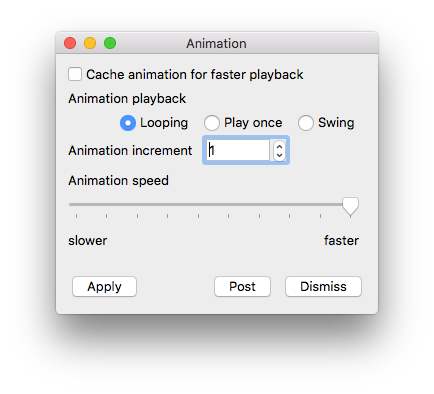 Animation
Cache animation for faster playback
Animation playback
Looping Play once Swing
Animation increment 1
Animation speed
slower faster
Apply Post Dismiss